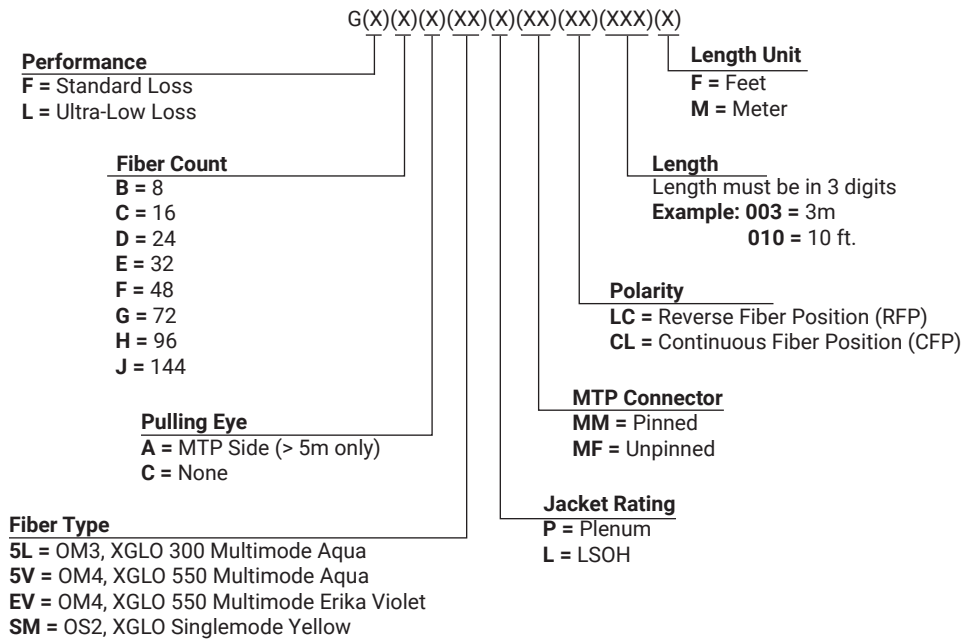 G(X)(X)(X)(XX)(X)(XX)(XX)(XXX)(X)
Performance
F = Standard Loss
L = Ultra-Low Loss
Length Unit
F = Feet
M = Meter
Fiber Count
B = 8
C = 16
D = 24
E = 32
F = 48
G = 72
H = 96
J = 144
Length
Length must be in 3 digits
Example: 003 = 3m
010 = 10 ft.
Polarity
LC = Reverse Fiber Position (RFP)
CL = Continuous Fiber Position (CFP)
MTP Connector
MM = Pinned
MF = Unpinned
Pulling Eye
A = MTP Side (> 5m only)
C = None
Jacket Rating
P = Plenum
L = LSOH
Fiber Type
5L = OM3, XGLO 300 Multimode Aqua
5V = OM4, XGLO 550 Multimode Aqua
EV = OM4, XGLO 550 Multimode Erika Violet
SM = OS2, XGLO Singlemode Yellow